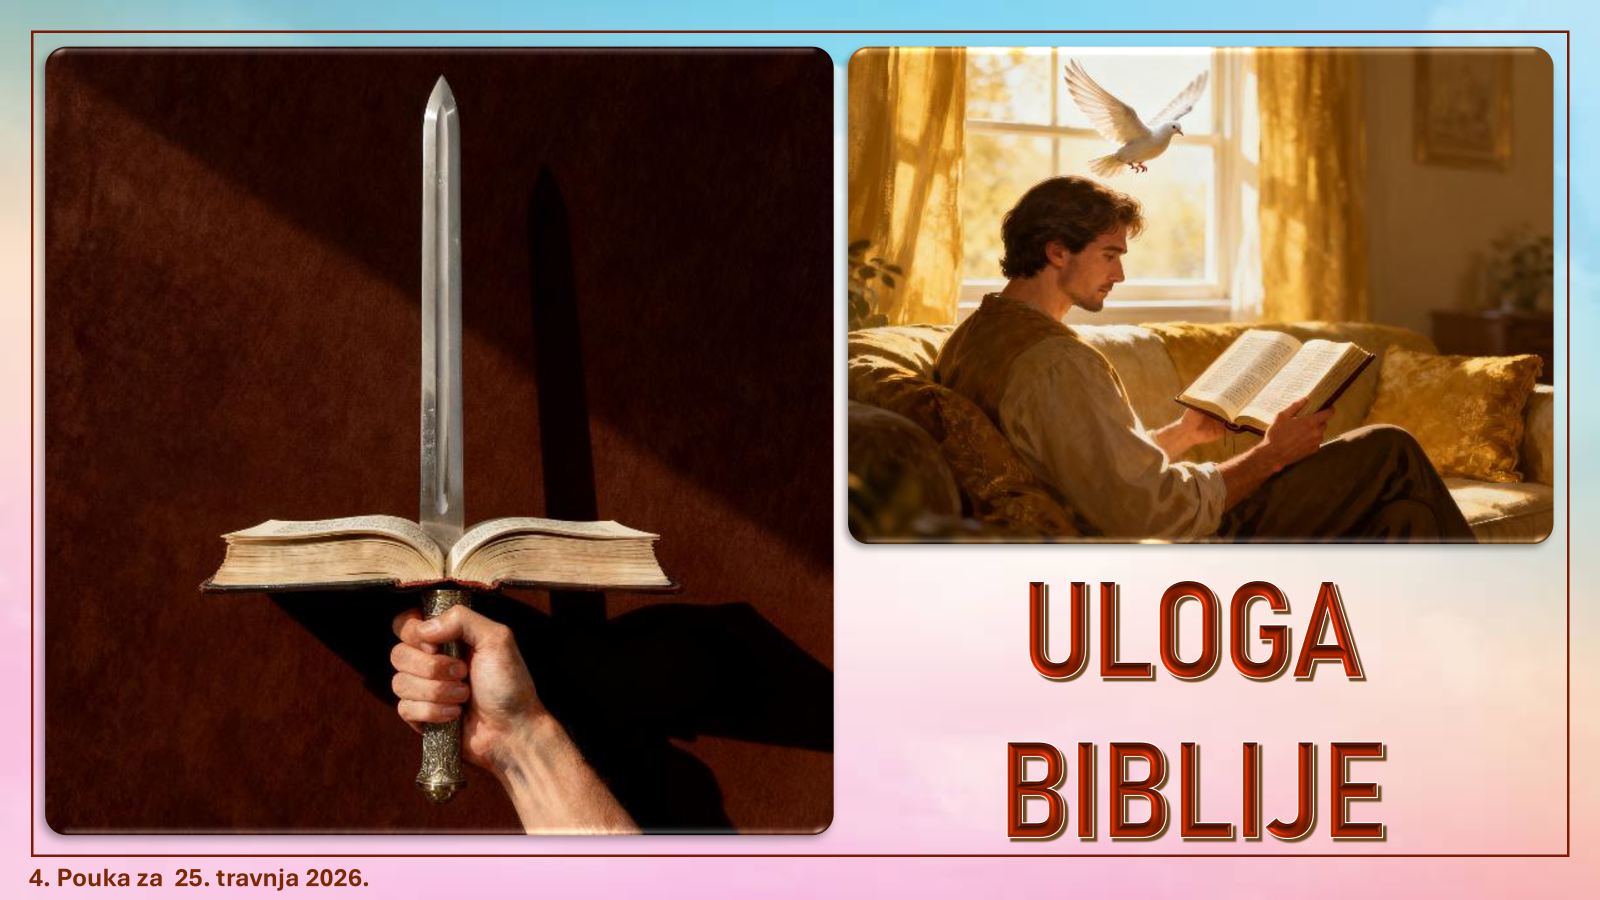 ULOGA
BIBLIJE
4. Pouka za  25. travnja 2026.